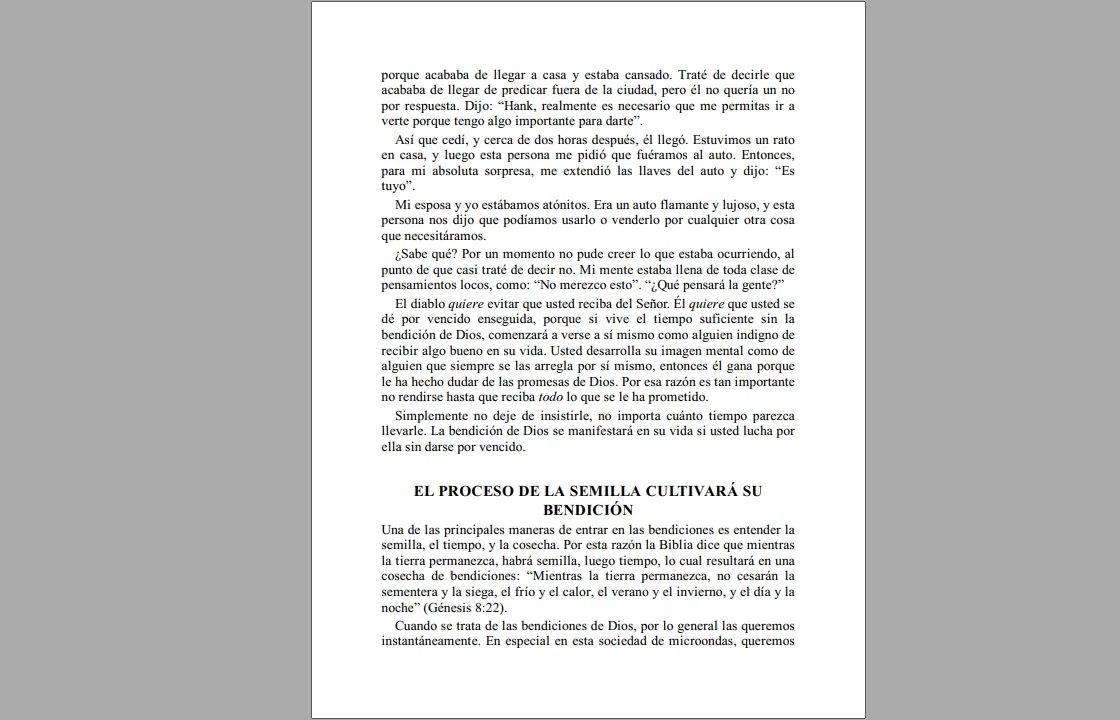 porque acababa de llegar a casa y estaba cansado. Traté de decirle que
acababa de llegar de predicar fuera de la ciudad, pero él no quería un no
por respuesta. Dijo: “Hank, realmente es necesario que me permitas ir a
verte porque tengo algo importante para darte”.
Así que cedí, y cerca de dos horas después, él llegó. Estuvimos un rato
en casa, y luego esta persona me pidió que fuéramos al auto. Entonces,
para mi absoluta sorpresa, me extendió las llaves del auto y dijo: “Es
tuyo”.
Mi esposa y yo estábamos atónitos. Era un auto flamante y lujoso, y esta
persona nos dijo que podíamos usarlo o venderlo por cualquier otra cosa
que necesitáramos.
¿Sabe qué? Por un momento no pude creer lo que estaba ocurriendo, al
punto de que casi traté de decir no. Mi mente estaba llena de toda clase de
pensamientos locos, como: “No merezco esto”. “¿Qué pensará la gente?”
El diablo quiere evitar que usted reciba del Señor. Él quiere que usted se
dé por vencido enseguida, porque si vive el tiempo suficiente sin la
bendición de Dios, comenzará a verse a sí mismo como alguien indigno de
recibir algo bueno en su vida. Usted desarrolla su imagen mental como de
alguien que siempre se las arregla por sí mismo, entonces él gana porque
le ha hecho dudar de las promesas de Dios. Por esa razón es tan importante
no rendirse hasta que reciba todo lo que se le ha prometido.
Simplemente no deje de insistirle, no importa cuánto tiempo parezca
llevarle. La bendición de Dios se manifestará en su vida si usted lucha por
ella sin darse por vencido.
EL PROCESO DE LA SEMILLA CULTIVARÁ SU
BENDICIÓN
Una de las principales maneras de entrar en las bendiciones es entender la
semilla, el tiempo, y la cosecha. Por esta razón la Biblia dice que mientras
la tierra permanezca, habrá semilla, luego tiempo, lo cual resultará en una
cosecha de bendiciones: “Mientras la tierra permanezca, no cesarán la
sementera y la siega, el frío y el calor, el verano y el invierno, y el día y la
noche” (Génesis 8:22).
Cuando se trata de las bendiciones de Dios, por lo general las queremos
instantáneamente. En especial en esta sociedad de microondas, queremos